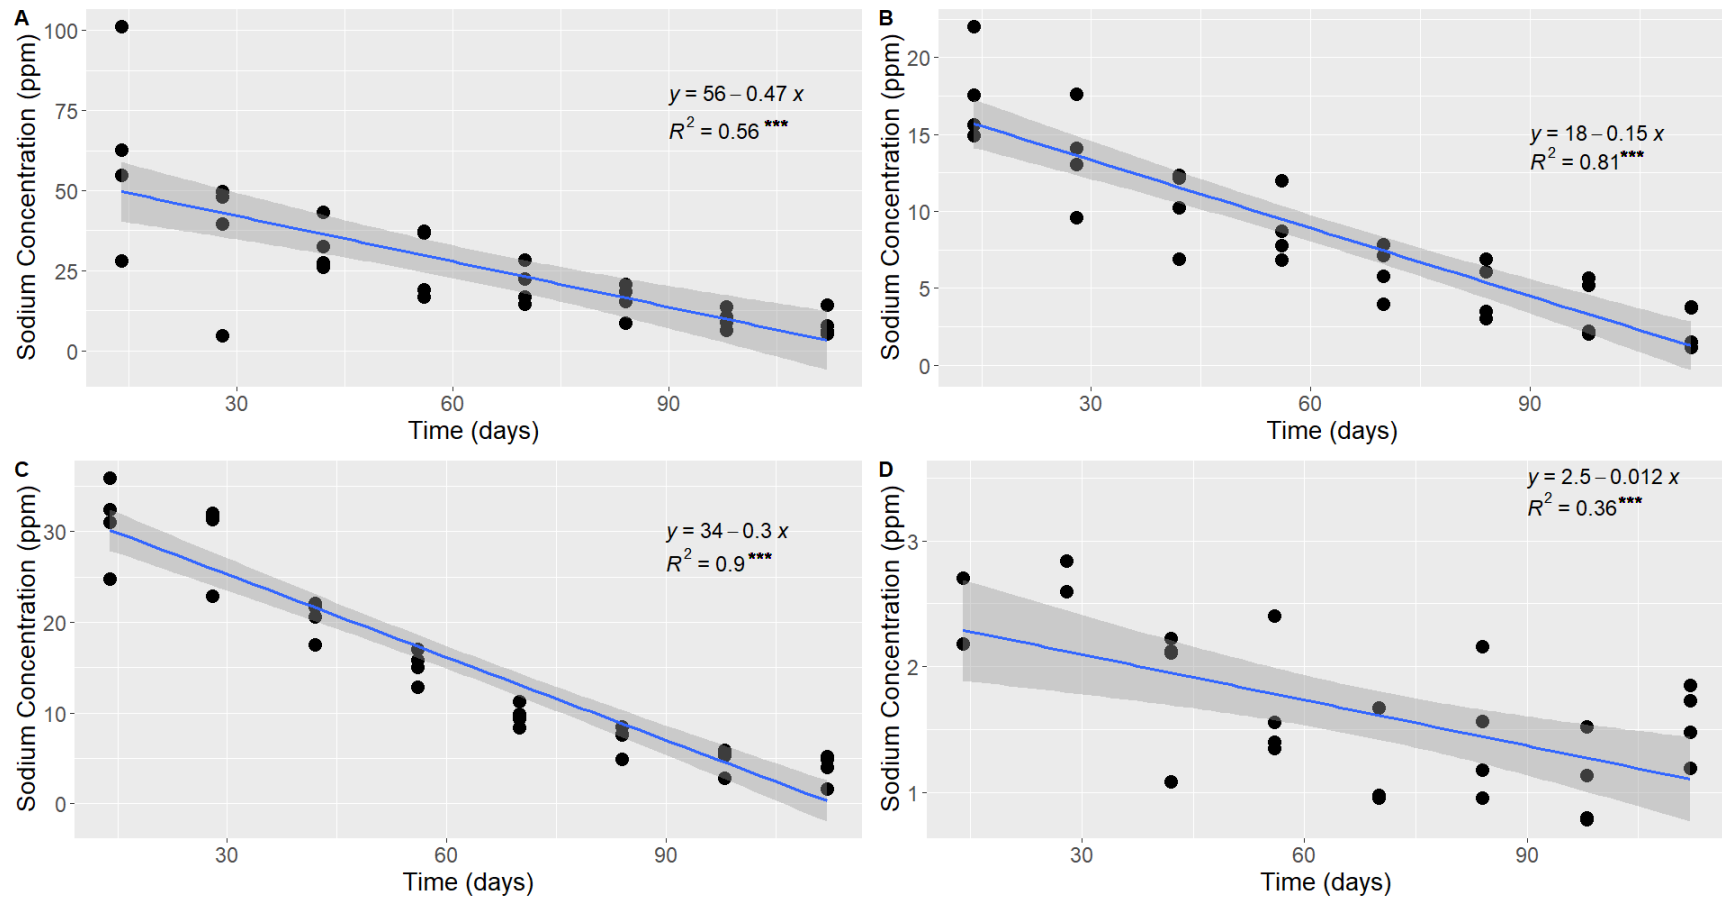 A
Sodium Concentration (ppm)
100
75
50
25
0
y = 56 – 0.47 x
R² = 0.56 ***
30 60 90
Time (days)
B
Sodium Concentration (ppm)
20
15
10
5
0
y = 18 – 0.15 x
R² = 0.81***
30 60 90
Time (days)
C
Sodium Concentration (ppm)
30
20
10
0
y = 34 – 0.3 x
R² = 0.9 ***
30 60 90
Time (days)
D
Sodium Concentration (ppm)
3
2
1
y = 2.5 – 0.012 x
R² = 0.36***
30 60 90
Time (days)